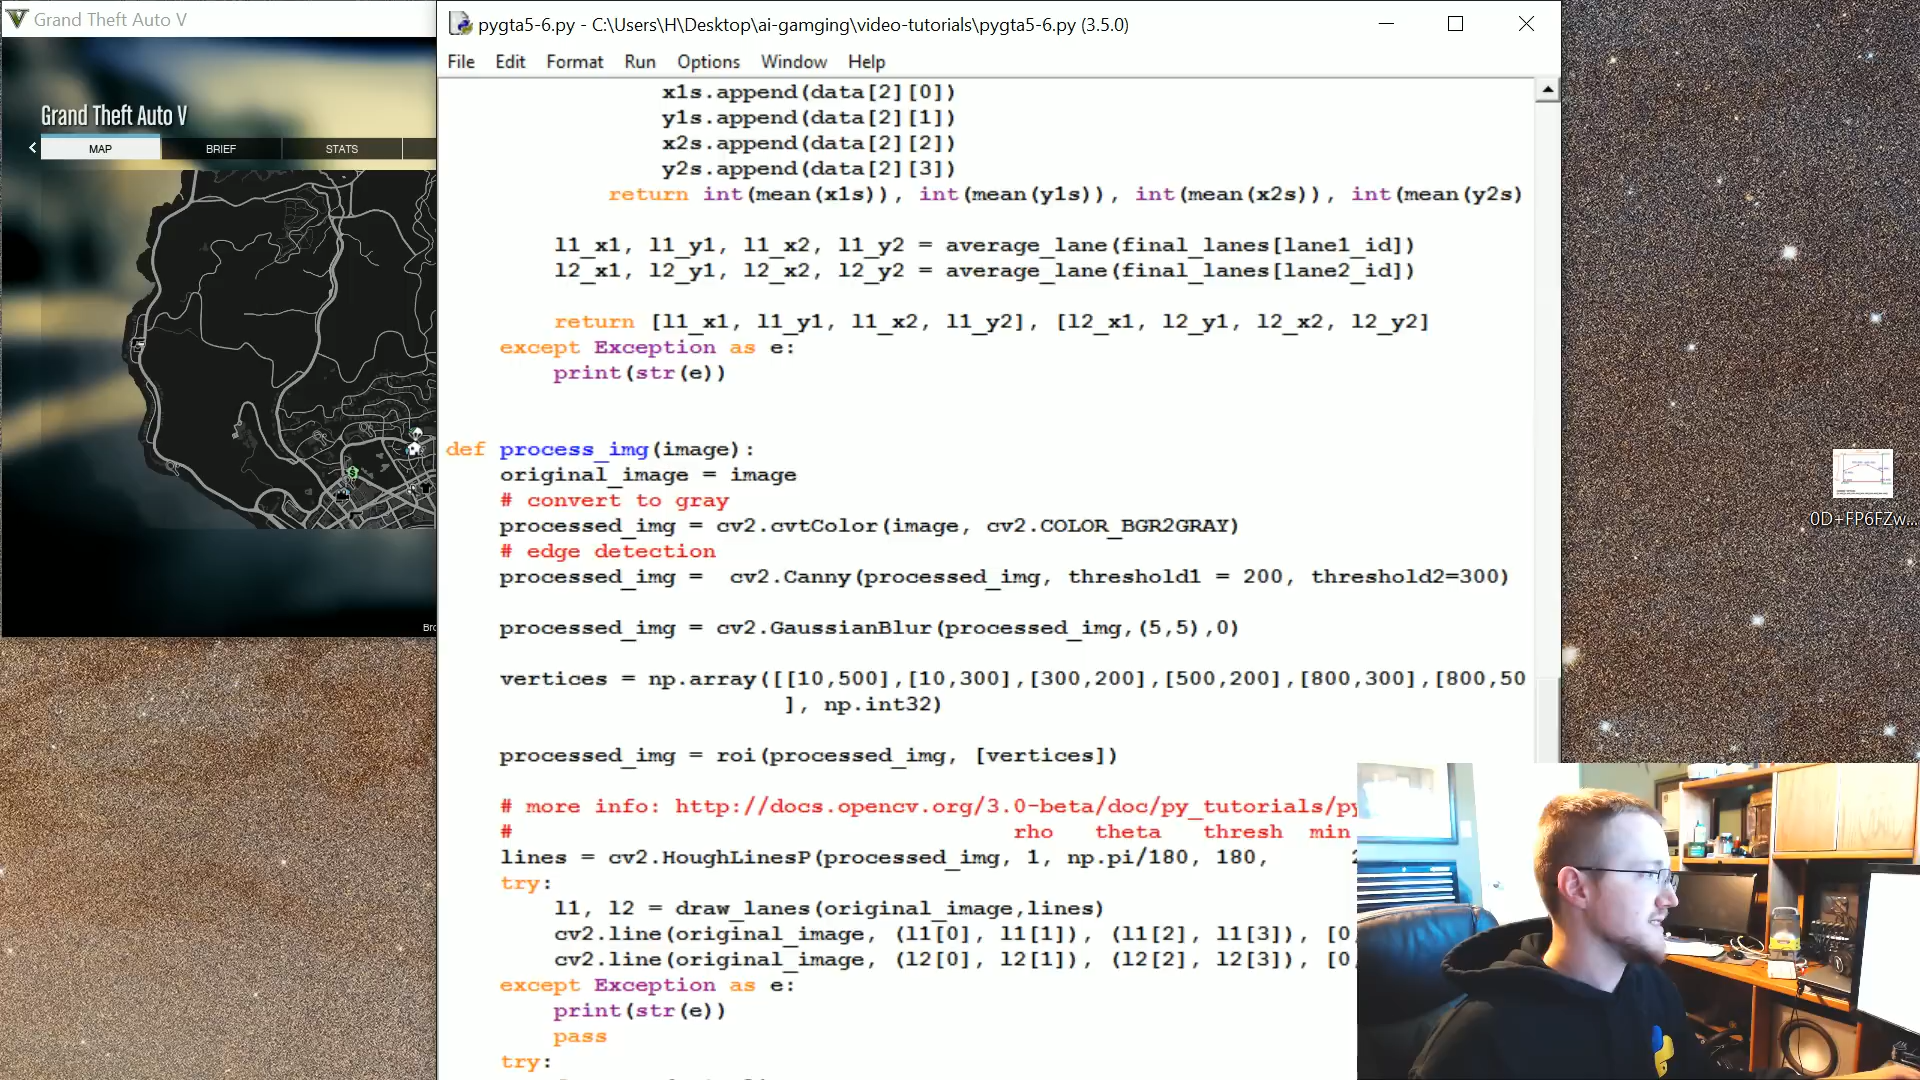 Grand Theft Auto V
Grand Theft Auto V
MAP BRIEF STATS
pygta5-6.py - C:\Users\H\Desktop\ai-gamging\video-tutorials\pygta5-6.py (3.5.0)
File Edit Format Run Options Window Help
x1s.append(data[2][0])
y1s.append(data[2][1])
x2s.append(data[2][2])
y2s.append(data[2][3])
return int(mean(x1s)), int(mean(y1s)), int(mean(x2s)), int(mean(y2s)
l1_x1, l1_y1, l1_x2, l1_y2 = average_lane(final_lanes[lane1_id])
l2_x1, l2_y1, l2_x2, l2_y2 = average_lane(final_lanes[lane2_id])
return [l1_x1, l1_y1, l1_x2, l1_y2], [l2_x1, l2_y1, l2_x2, l2_y2]
except Exception as e:
print(str(e))
def process_img(image):
original_image = image
# convert to gray
processed_img = cv2.cvtColor(image, cv2.COLOR_BGR2GRAY)
# edge detection
processed_img =  cv2.Canny(processed_img, threshold1 = 200, threshold2=300)
processed_img = cv2.GaussianBlur(processed_img,(5,5),0)
vertices = np.array([[10,500],[10,300],[300,200],[500,200],[800,300],[800,50
], np.int32)
processed_img = roi(processed_img, [vertices])
# more info: http://docs.opencv.org/3.0-beta/doc/py_tutorials/py
# rho theta thresh min
lines = cv2.HoughLinesP(processed_img, 1, np.pi/180, 180,
try:
l1, l2 = draw_lanes(original_image,lines)
cv2.line(original_image, (l1[0], l1[1]), (l1[2], l1[3]), [0,
cv2.line(original_image, (l2[0], l2[1]), (l2[2], l2[3]), [0,
except Exception as e:
print(str(e))
pass
try:
0D+FP6FZw...